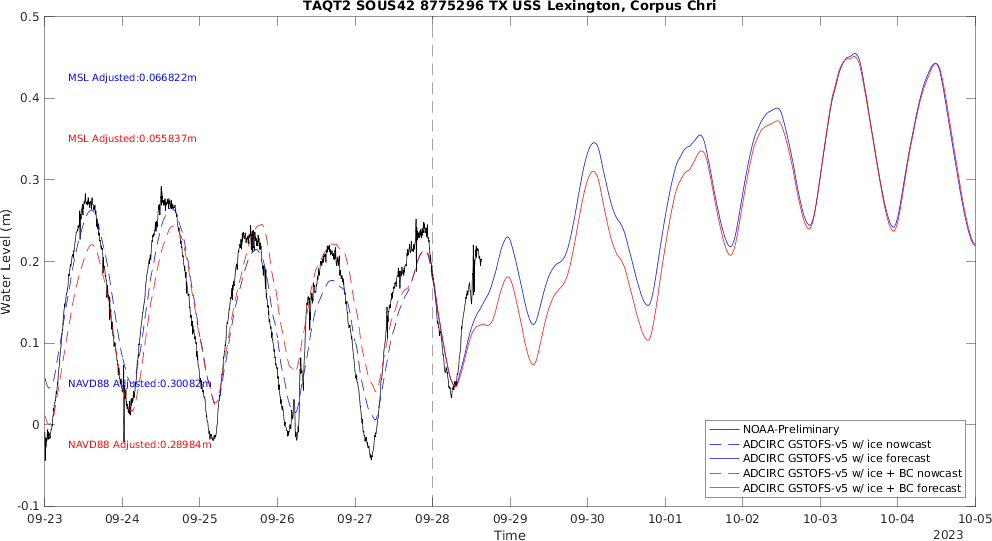 TAQT2 SOUS42 8775296 TX USS Lexington, Corpus Chri
0.5
0.4
0.3
0.2
0.1
0
-0.1
Water Level (m)
MSL Adjusted:0.066822m
MSL Adjusted:0.055837m
NAVD88 Adjusted:0.30082m
NAVD88 Adjusted:0.28984m
NOAA-Preliminary
ADCIRC GSTOFS-v5 w/ ice nowcast
ADCIRC GSTOFS-v5 w/ ice forecast
ADCIRC GSTOFS-v5 w/ ice + BC nowcast
ADCIRC GSTOFS-v5 w/ ice + BC forecast
09-23 09-24 09-25 09-26 09-27 09-28 09-29 09-30 10-01 10-02 10-03 10-04 10-05
Time
2023